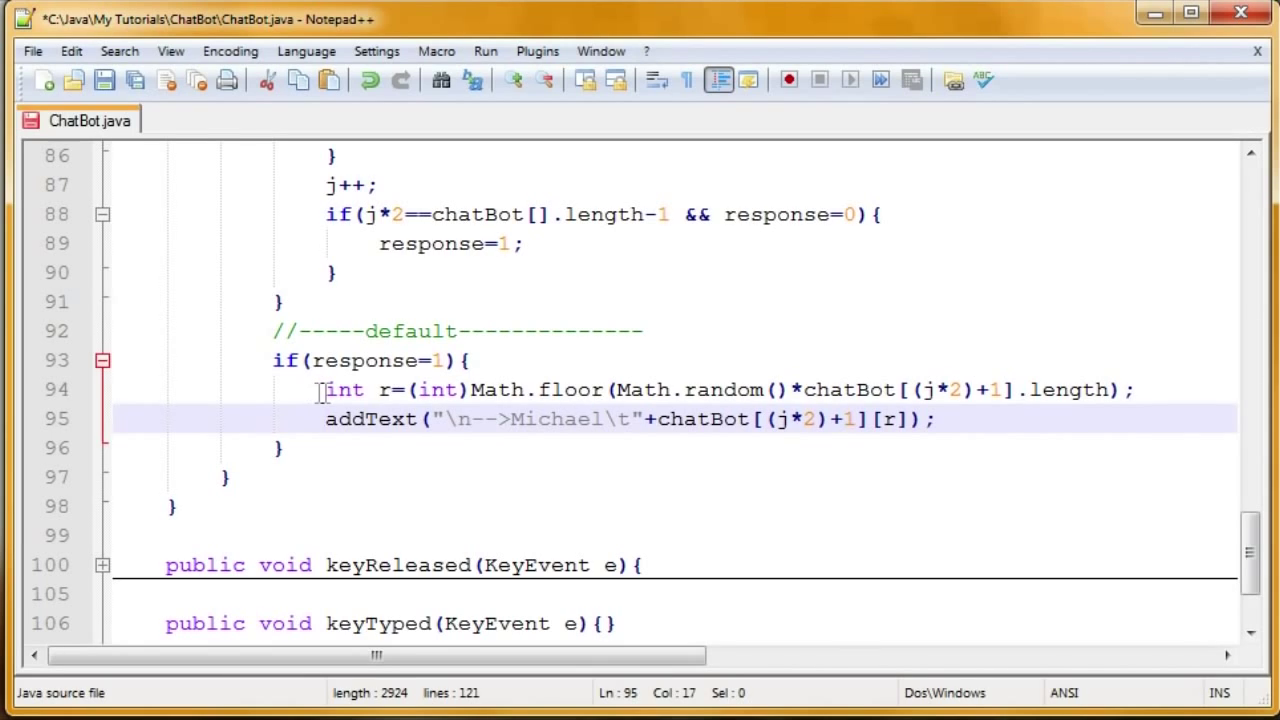 *C:\Java\My Tutorials\ChatBot\ChatBot.java - Notepad++
File Edit Search View Encoding Language Settings Macro Run Plugins Window ? X
ABC
ChatBot.java
86 }
87 j++;
88 if(j*2==chatBot[].length-1 && response=0){
89 response=1;
90 }
91 }
92 //-----default--------------
93 if(response=1){
94 int r=(int)Math.floor(Math.random()*chatBot[(j*2)+1].length);
95 addText("\n-->Michael\t"+chatBot[(j*2)+1][r]);
96 }
97 }
98 }
99
100 public void keyReleased(KeyEvent e){
105
106 public void keyTyped(KeyEvent e){}
Java source file length : 2924 lines : 121 Ln : 95 Col : 17 Sel : 0 Dos\Windows ANSI INS